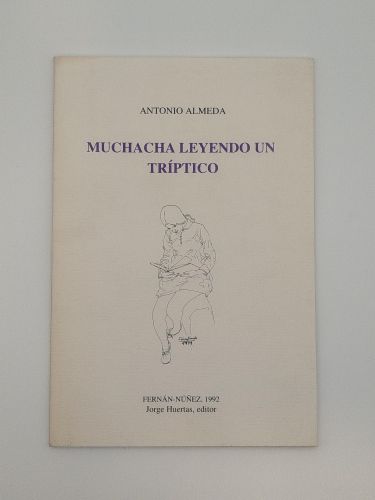 ANTONIO ALMEDA
MUCHACHA LEYENDO UN
TRÍPTICO
FERNÁN-NÚÑEZ, 1992
Jorge Huertas, editor